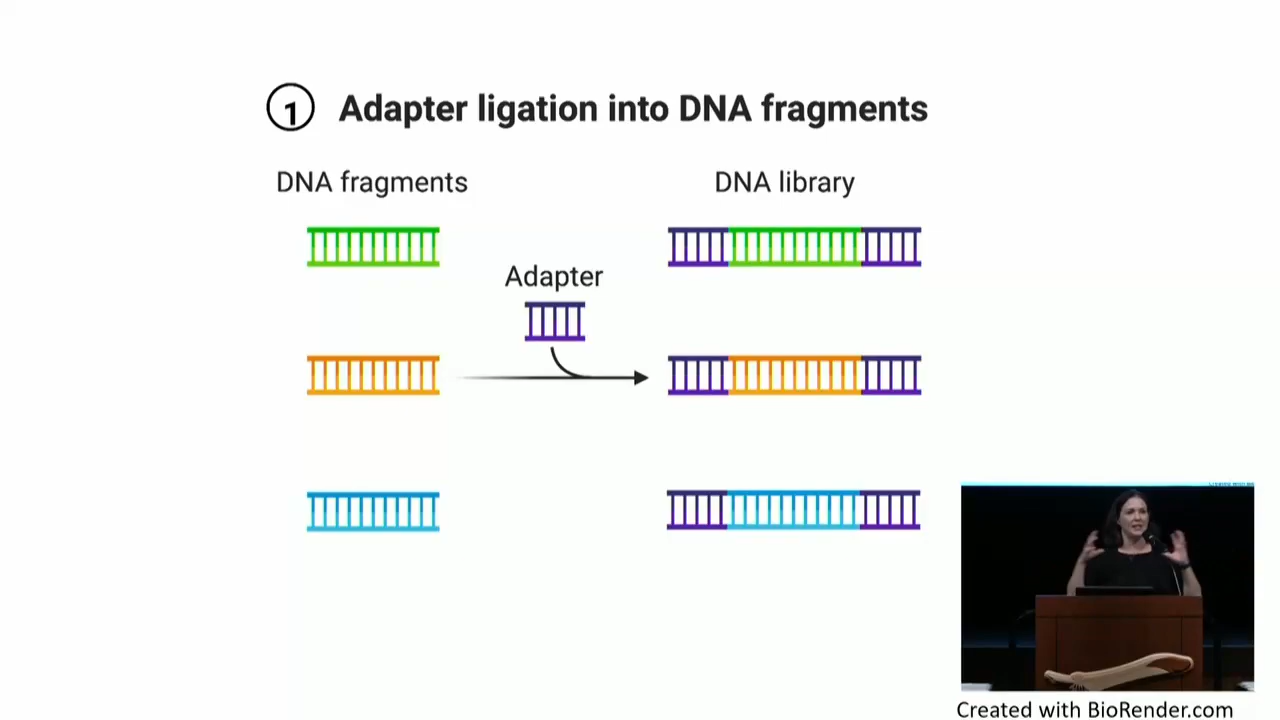 1 Adapter ligation into DNA fragments
DNA fragments
DNA library
Adapter
Created with BioRender.com